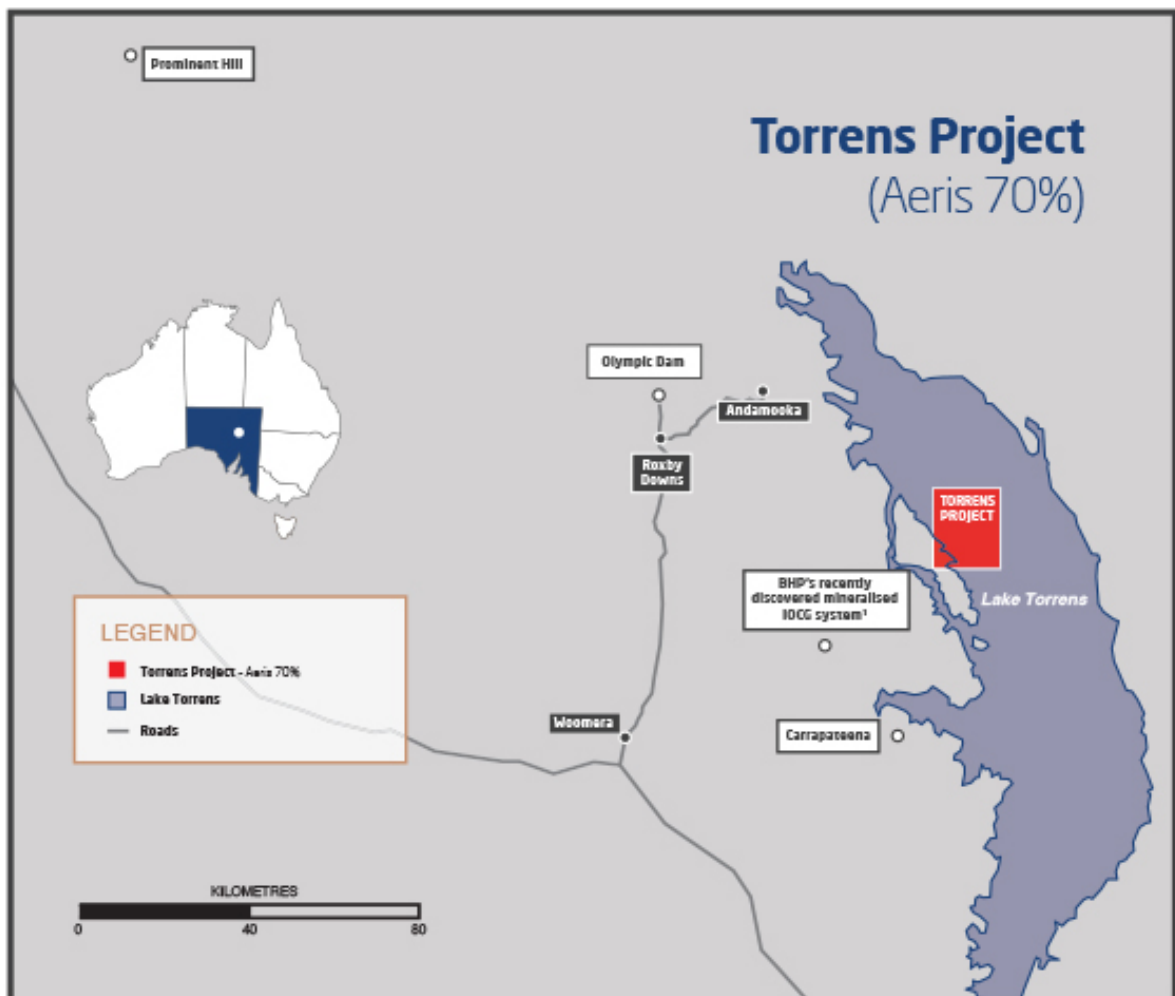 Prominent Hill
Torrens Project
(Aeris 70%)
Olympic Dam
Andamooka
Roxby
Downs
TORRENS
PROJECT
BHP's recently
discovered mineralised
IOCG system¹
Lake Torrens
LEGEND
Torrens Project - Aeris 70%
Lake Torrens
Roads
Woomera
Carrapateena
KILOMETRES
0 40 80